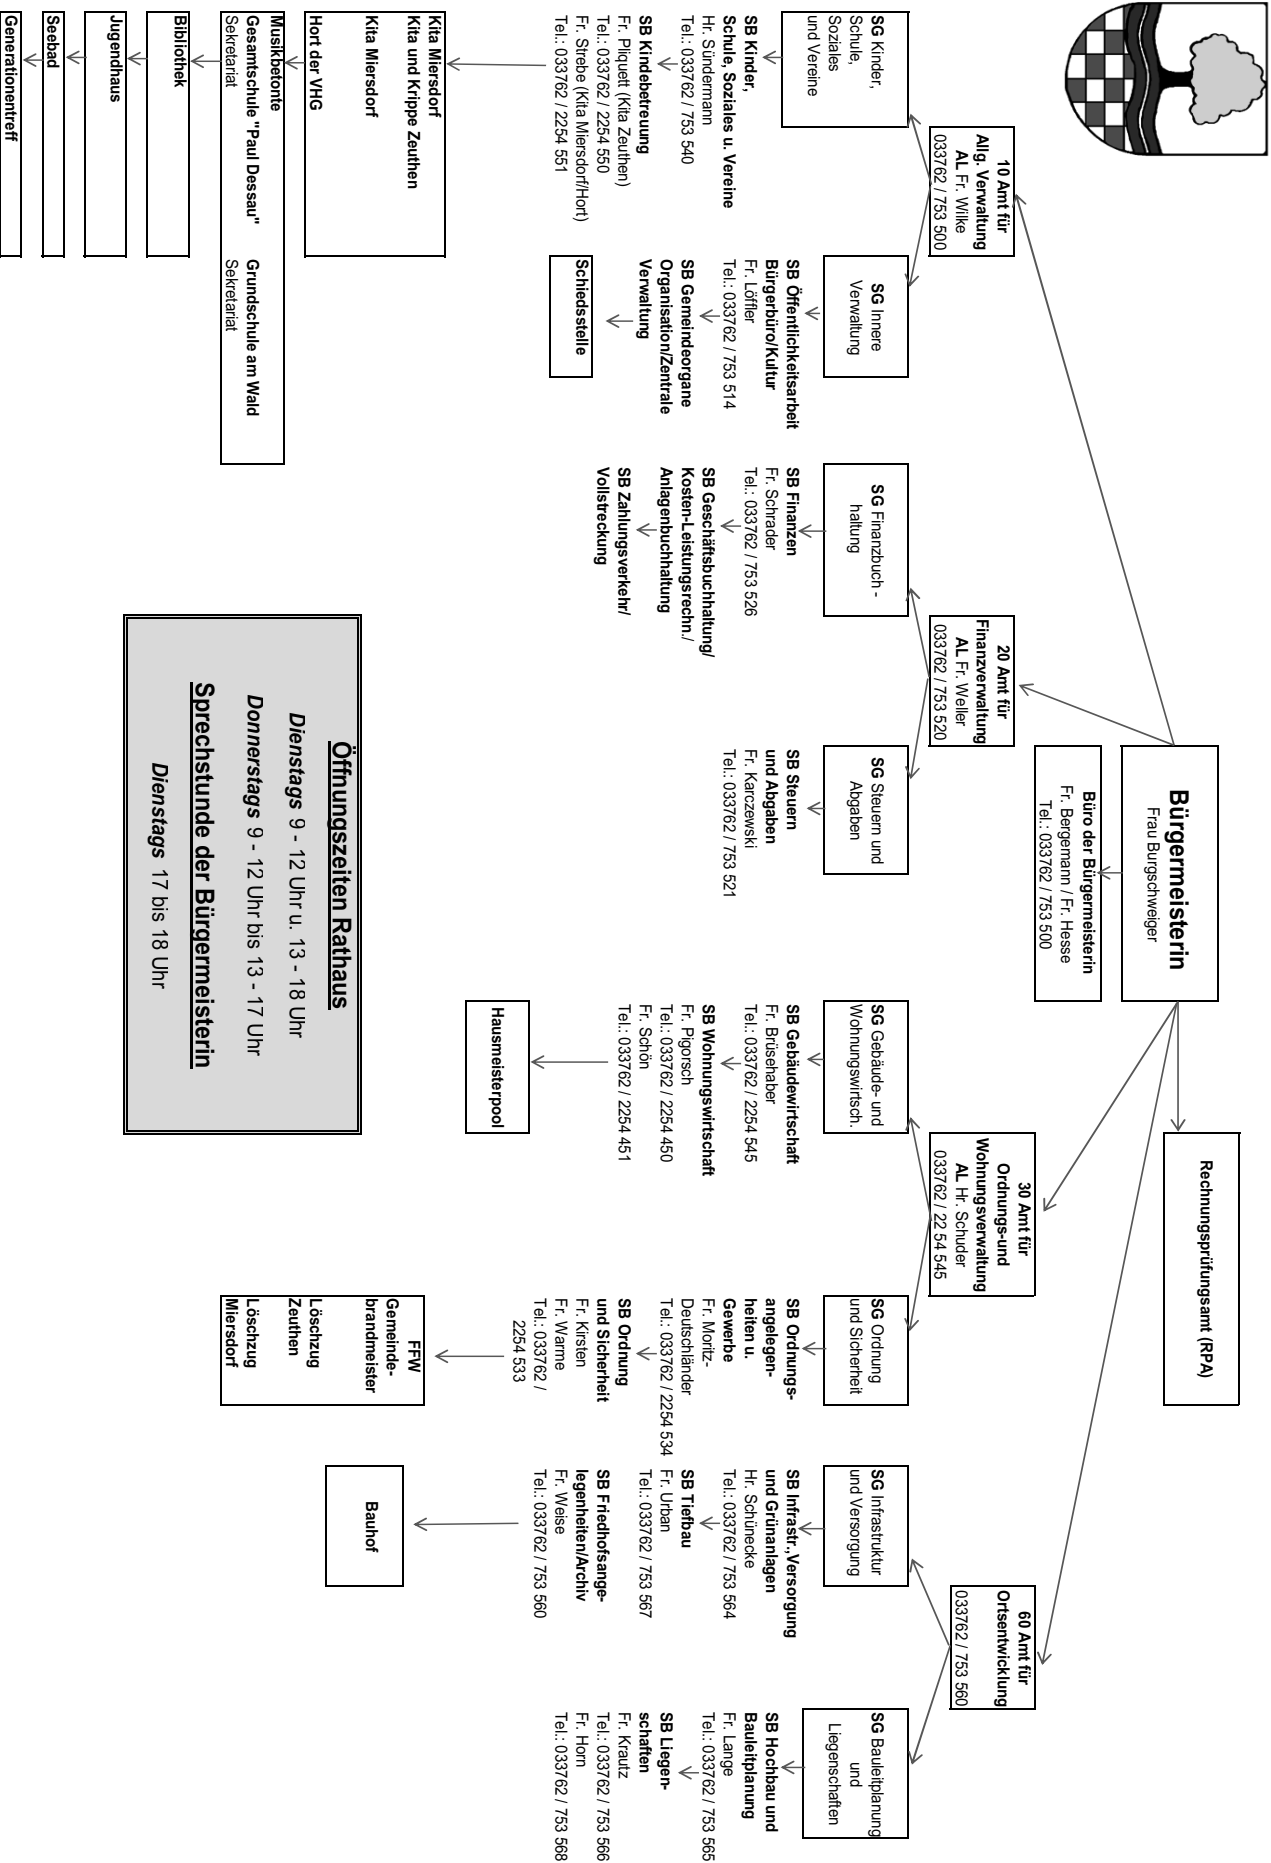 Bürgermeisterin
Frau Burgschweiger
Büro der Bürgermeisterin
Fr. Bergemann / Fr. Hesse
Tel.: 033762 / 753 500
Rechnungsprüfungsamt (RPA)
10 Amt für
Allg. Verwaltung
AL Fr. Wilke
033762 / 753 500
SG Kinder,
Schule,
Soziales
und Vereine
SB Kinder,
Schule, Soziales u. Vereine
Hr. Sündermann
Tel.: 033762 / 753 540
SB Kindebetreuung
Fr. Pliquett (Kita Zeuthen)
Tel.: 033762 / 2254 550
Fr. Strebe (Kita Miersdorf/Hort)
Tel.: 033762 / 2254 551
Kita Miersdorf
Kita und Krippe Zeuthen
Kita Miersdorf
Hort der VHG
Musikbetonte
Gesamtschule "Paul Dessau"
Sekretariat
Grundschule am Wald
Sekretariat
Bibliothek
Jugendhaus
Seebad
Generationentreff
SG Innere
Verwaltung
SB Öffentlichkeitsarbeit
Bürgerbüro/Kultur
Fr. Löffler
Tel.: 033762 / 753 514
SB Gemeindeorgane
Organisation/Zentrale
Verwaltung
Schiedsstelle
20 Amt für
Finanzverwaltung
AL Fr. Weller
033762 / 753 520
SG Finanzbuch -
haltung
SB Finanzen
Fr. Schrader
Tel.: 033762 / 753 526
SB Geschäftsbuchhaltung/
Kosten-Leistungsrechn./
Anlagenbuchhaltung
SB Zahlungsverkehr/
Vollstreckung
SG Steuern und
Abgaben
SB Steuern
und Abgaben
Fr. Karczewski
Tel.: 033762 / 753 521
30 Amt für
Ordnungs-und
Wohnungsverwaltung
AL Hr. Schuder
033762 / 22 54 545
SG Gebäude- und
Wohnungswirtsch.
SB Gebäudewirtschaft
Fr. Brüsehaber
Tel.: 033762 / 2254 545
SB Wohnungswirtschaft
Fr. Pigorsch
Tel.: 033762 / 2254 450
Fr. Schön
Tel.: 033762 / 2254 451
Hausmeisterpool
SG Ordnung
und Sicherheit
SB Ordnungs-
angelegen-
heiten u.
Gewerbe
Fr. Moritz-
Deutschländer
Tel.: 033762 / 2254 534
SB Ordnung
und Sicherheit
Fr. Kirsten
Fr. Warme
Tel.: 033762 /
2254 533
FFW
Gemeinde-
brandmeister
Löschzug
Zeuthen
Löschzug
Miersdorf
60 Amt für
Ortsentwicklung
033762 / 753 560
SG Infrastruktur
und Versorgung
SB Infrastr.,Versorgung
und Grünanlagen
Hr. Schünecke
Tel.: 033762 / 753 564
SB Tiefbau
Fr. Urban
Tel.: 033762 / 753 567
SB Friedhofsange-
legenheiten/Archiv
Fr. Weise
Tel.: 033762 / 753 560
Bauhof
SG Bauleitplanung
und
Liegenschaften
SB Hochbau und
Bauleitplanung
Fr. Lange
Tel.: 033762 / 753 565
SB Liegen-
schaften
Fr. Krautz
Tel.: 033762 / 753 566
Fr. Horn
Tel.: 033762 / 753 568
Öffnungszeiten Rathaus
Dienstags 9 - 12 Uhr u. 13 - 18 Uhr
Donnerstags 9 - 12 Uhr bis 13 - 17 Uhr
Sprechstunde der Bürgermeisterin
Dienstags 17 bis 18 Uhr